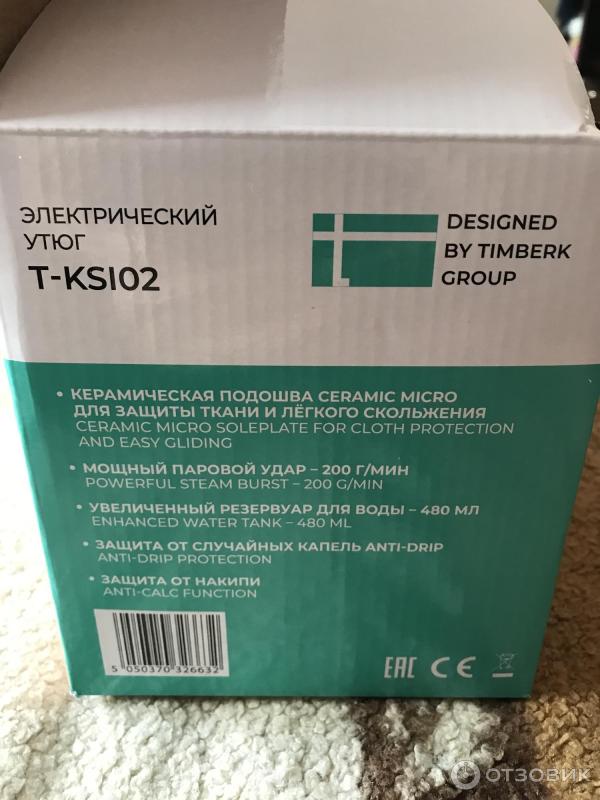 ЭЛЕКТРИЧЕСКИЙ
УТЮГ
T-KSI02
DESIGNED
BY TIMBERK
GROUP
• КЕРАМИЧЕСКАЯ ПОДОШВА CERAMIC MICRO
ДЛЯ ЗАЩИТЫ ТКАНИ И ЛЁГКОГО СКОЛЬЖЕНИЯ
CERAMIC MICRO SOLEPLATE FOR CLOTH PROTECTION
AND EASY GLIDING
• МОЩНЫЙ ПАРОВОЙ УДАР – 200 Г/МИН
POWERFUL STEAM BURST – 200 G/MIN
• УВЕЛИЧЕННЫЙ РЕЗЕРВУАР ДЛЯ ВОДЫ – 480 МЛ
ENHANCED WATER TANK – 480 ML
• ЗАЩИТА ОТ СЛУЧАЙНЫХ КАПЕЛЬ ANTI-DRIP
ANTI-DRIP PROTECTION
• ЗАЩИТА ОТ НАКИПИ
ANTI-CALC FUNCTION
5 050370 326632
EAC CE
ОТЗОВИК